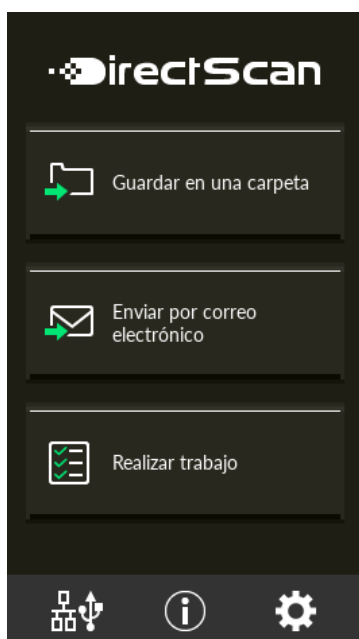 DirectScan
Guardar en una carpeta
Enviar por correo
electrónico
Realizar trabajo